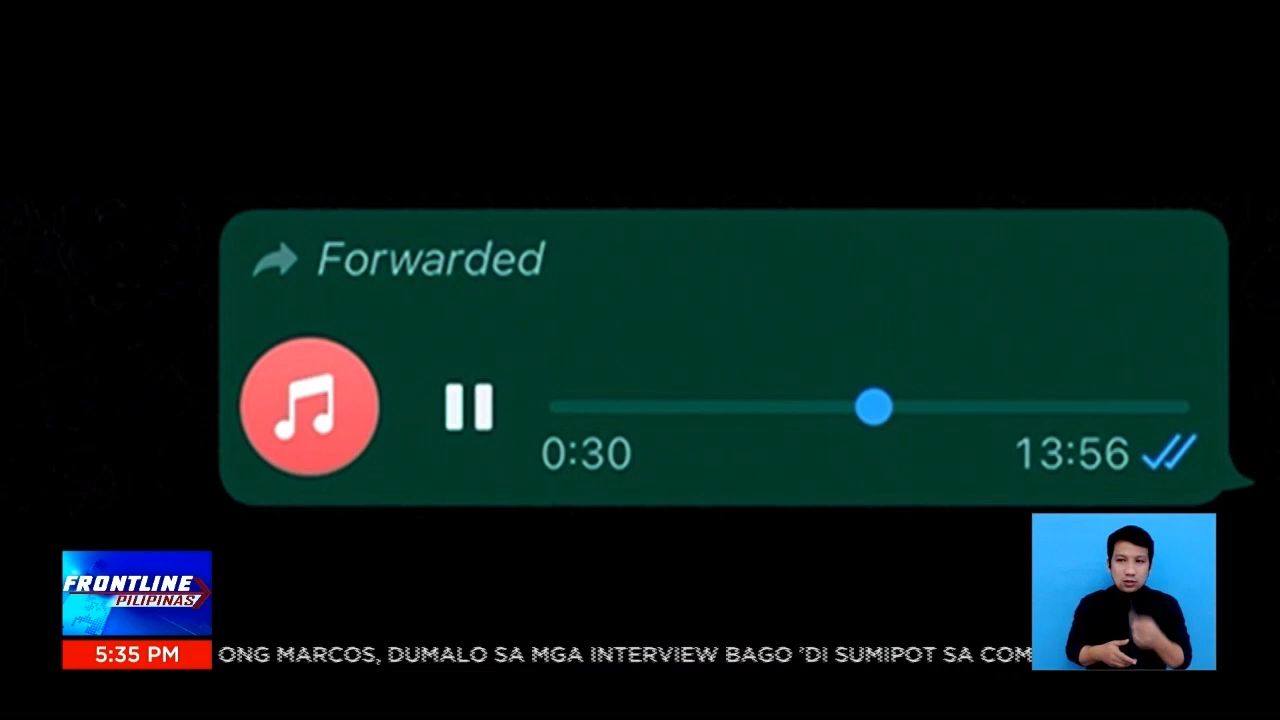 Forwarded
0:30
13:56
FRONTLINE
PILIPINAS
5:35 PM
ONG MARCOS, DUMALO SA MGA INTERVIEW BAGO 'DI SUMIPOT SA COM